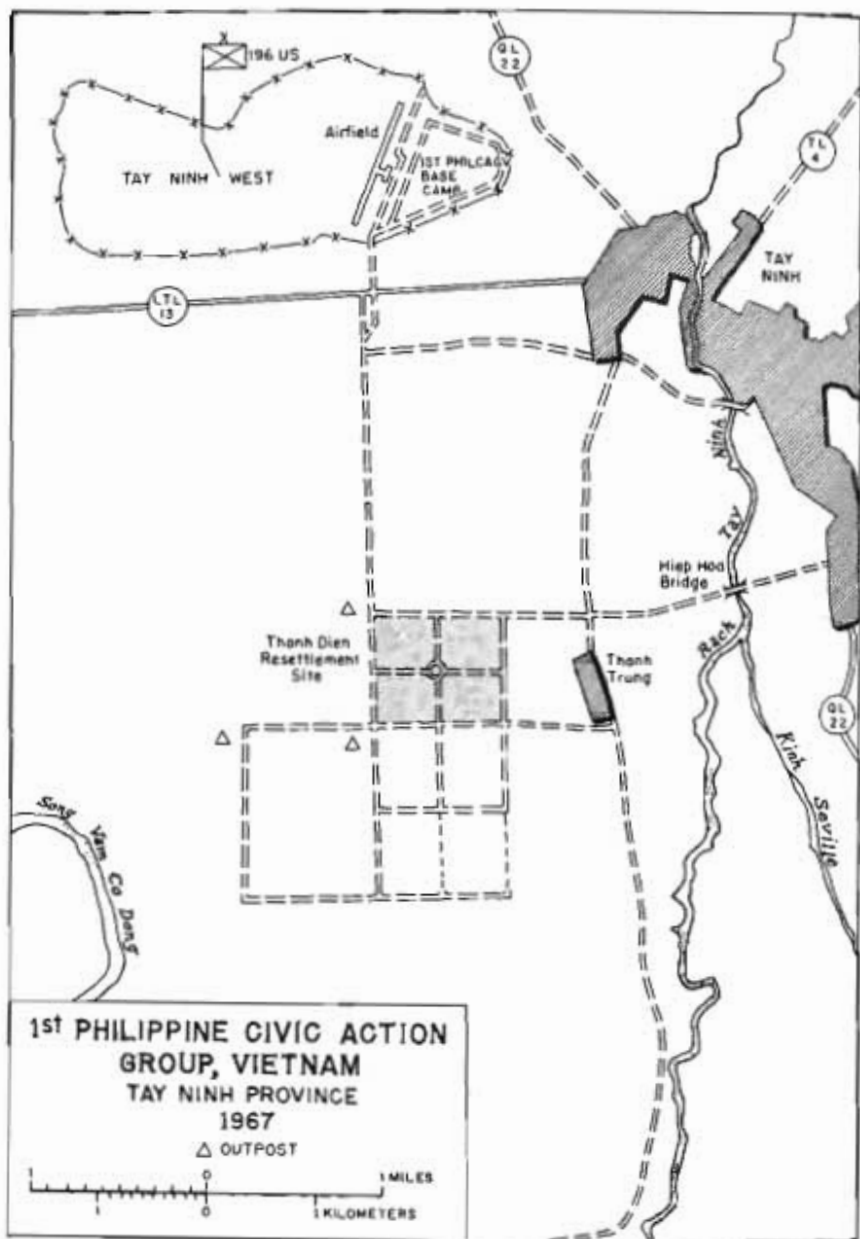 X
196 US
QL
22
Airfield
TL
4
1ST PHILCAGV
BASE
CAMP
TAY NINH WEST
TAY
NINH
LTL
13
Rach Tay Ninh
Hiep Hoa
Bridge
Thanh Dien
Resettlement
Site
Thanh
Trung
QL
22
Kinh Seville
Song Vam Co Dong
1st PHILIPPINE CIVIC ACTION
GROUP, VIETNAM
TAY NINH PROVINCE
1967
△ OUTPOST
1 0 1 MILES
1 0 1 KILOMETERS